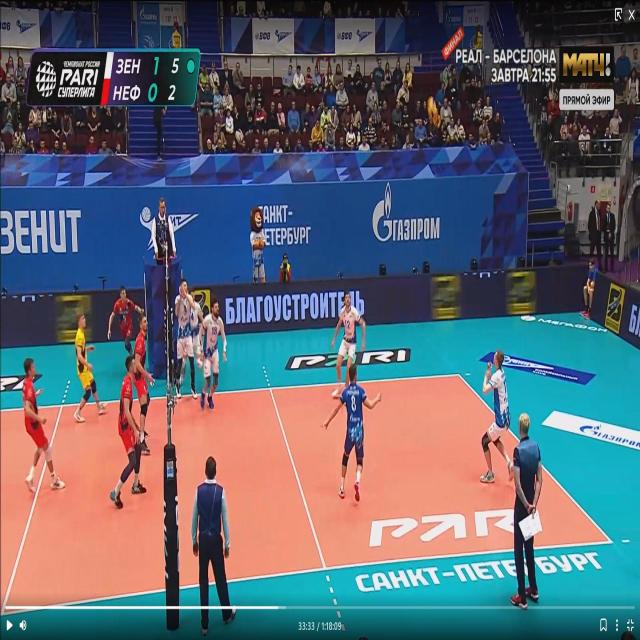 ФИНАЛ
РЕАЛ - БАРСЕЛОНА
ЗАВТРА 21:55
МАТЧ!
ПРЯМОЙ ЭФИР
ЧЕМПИОНАТ РОССИИ
PARI
СУПЕРЛИГА
ЗЕН 1 5
НЕФ 0 2
ЗЕНИТ
САНКТ-
ПЕТЕРБУРГ
ГАЗПРОМ
БЛАГОУСТРОИТЕЛЬ
МЕГАФОН
PARI
ГАЗПРОМ
8
PARI
САНКТ-ПЕТЕРБУРГ
33:33 / 1:18:09